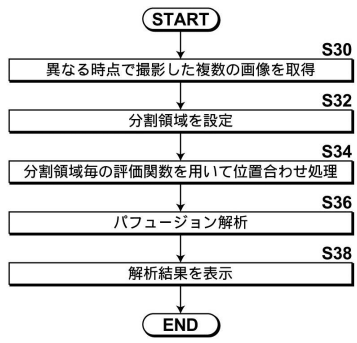 START
S30
異なる時点で撮影した複数の画像を取得
S32
分割領域を設定
S34
分割領域毎の評価関数を用いて位置合わせ処理
S36
パフュージョン解析
S38
解析結果を表示
END